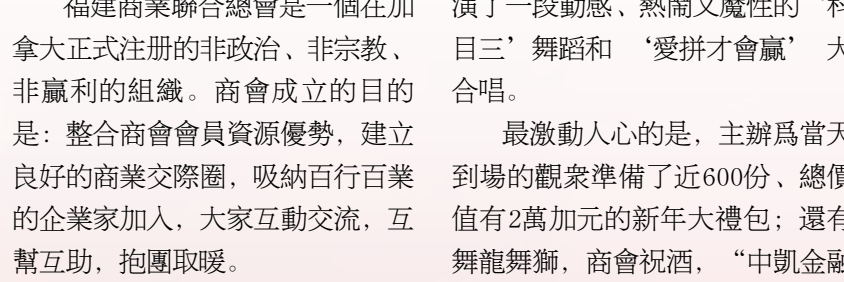 福建商業聯合總會是一個在加
拿大正式注册的非政治、非宗教、
非贏利的組織。商會成立的目的
是：整合商會會員資源優勢，建立
良好的商業交際圈，吸納百行百業
的企業家加入，大家互動交流，互
幫互助，抱團取暖。
演了一段動感、熱鬧又魔性的‘科
目三’舞蹈和 ‘愛拼才會贏’ 大
合唱。
最激動人心的是，主辦爲當天
到場的觀衆準備了近600份、總價
值有2萬加元的新年大禮包；還有
舞龍舞獅，商會祝酒，“中凱金融